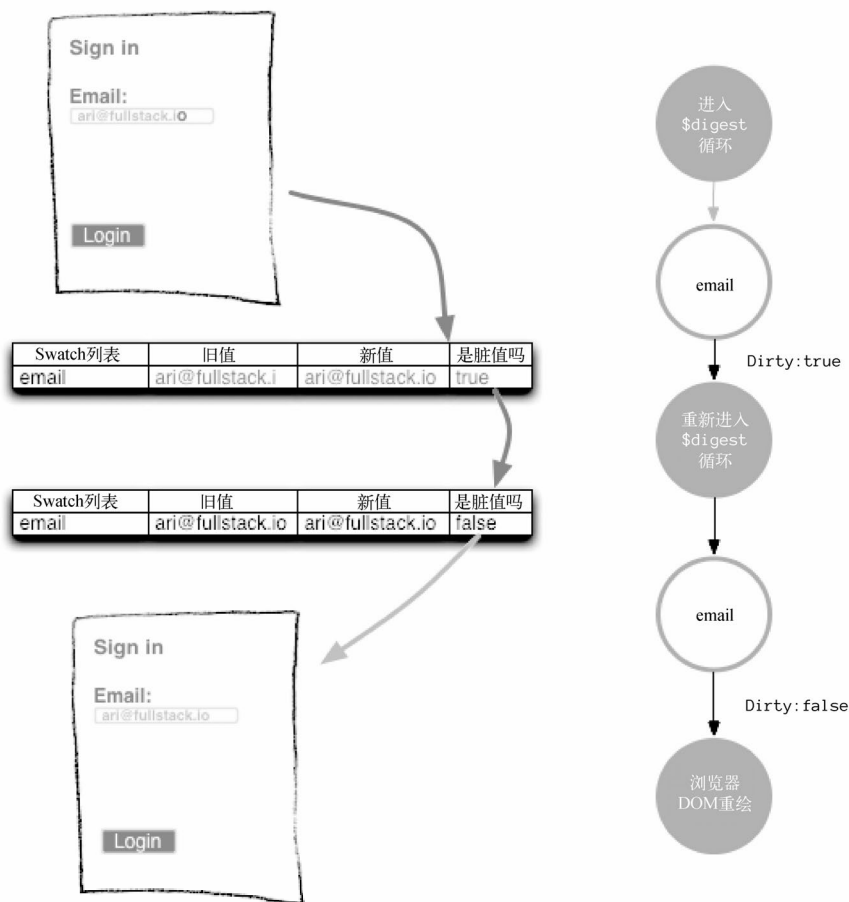 Sign in
Email:
ari@fullstack.io
Login
Swatch列表 旧值 新值 是脏值吗
email ari@fullstack.i ari@fullstack.io true
Swatch列表 旧值 新值 是脏值吗
email ari@fullstack.io ari@fullstack.io false
Sign in
Email:
ari@fullstack.io
Login
进入
$digest
循环
email
Dirty:true
重新进入
$digest
循环
email
Dirty:false
浏览器
DOM重绘